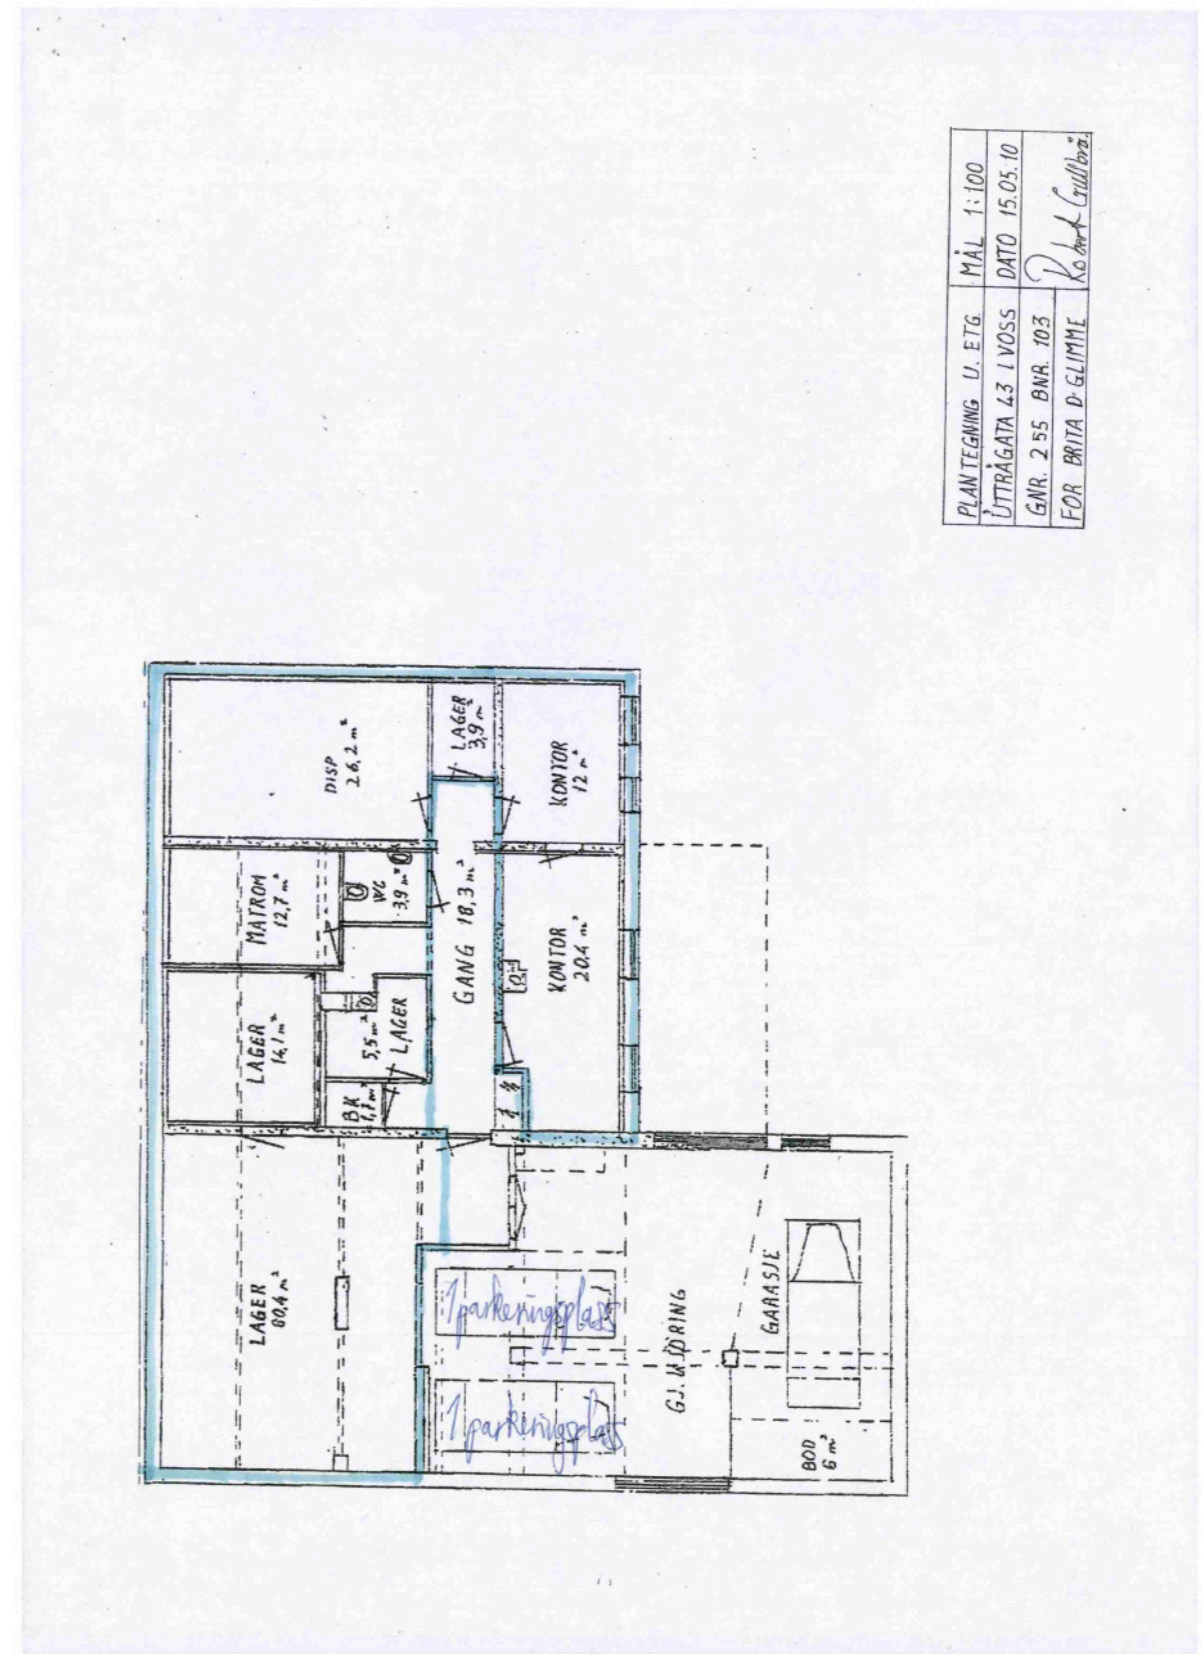 PLANTEGNING U. ETG.
MÅL 1:100
UTTRÅGATA 43 I VOSS
DATO 15.05.10
GNR. 255 BNR. 103
FOR BRITA D GLIMME
DISP
26,2 m²
LAGER
3,9 m²
KONTOR
12 m²
MATROM
12,7 m²
WC
3,9 m²
GANG 18,3 m²
KONTOR
20,4 m²
LAGER
14,1 m²
5,5 m²
LAGER
BK
1,7 m²
LAGER
80,4 m²
1 parkeringsplass
1 parkeringsplass
GARASJE
BOD
6 m²